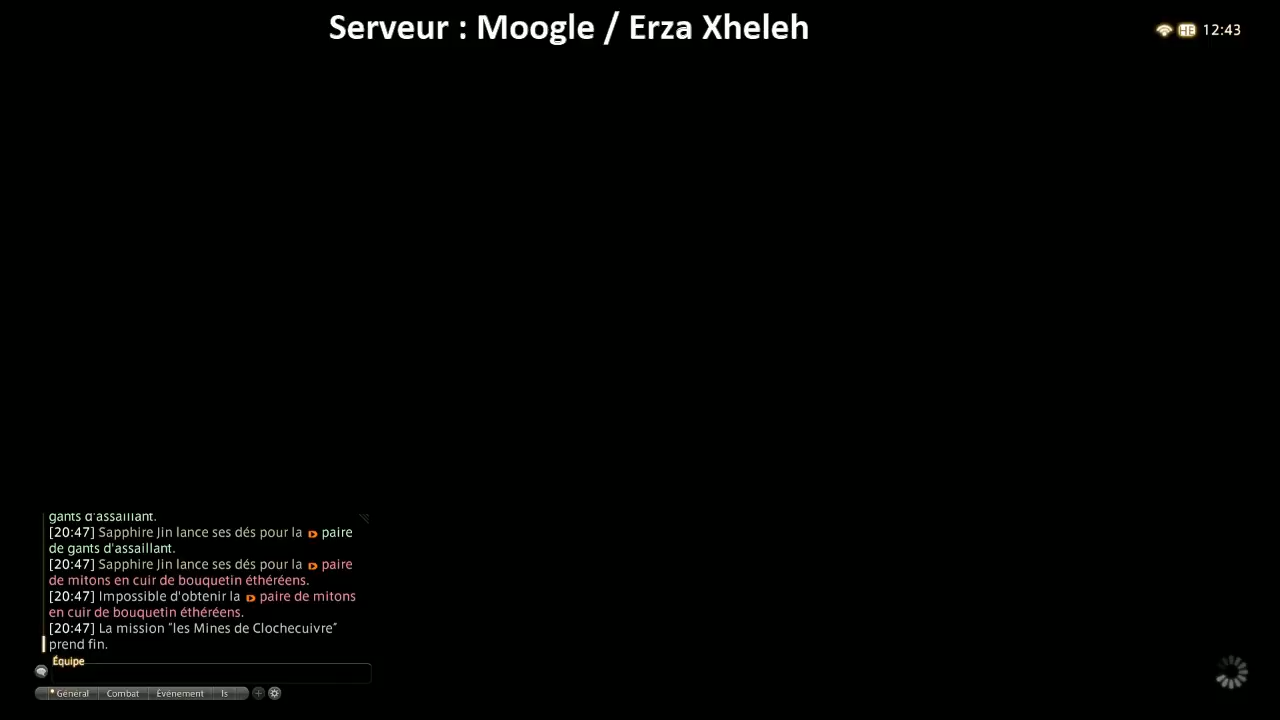 Serveur : Moogle / Erza Xheleh
HE 12:43
gants d'assaillant.
[20:47] Sapphire Jin lance ses dés pour la paire
de gants d'assaillant.
[20:47] Sapphire Jin lance ses dés pour la paire
de mitons en cuir de bouquetin éthéréens.
[20:47] Impossible d'obtenir la paire de mitons
en cuir de bouquetin éthéréens.
[20:47] La mission "les Mines de Clochecuivre"
prend fin.
Équipe
Général Combat Événement ls